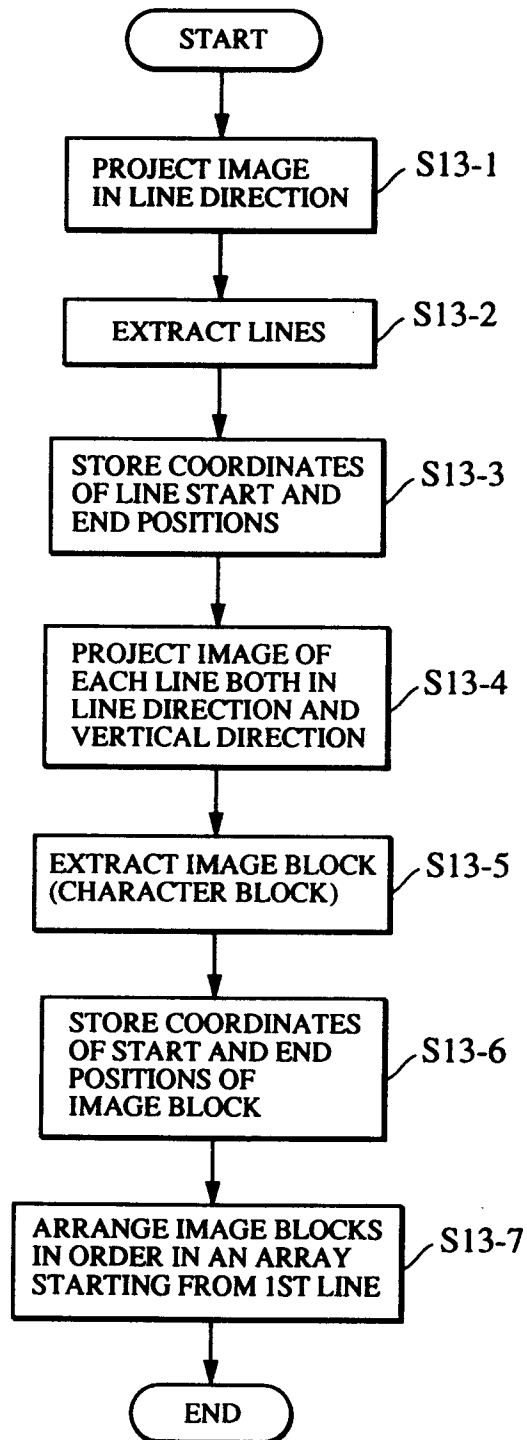 START
PROJECT IMAGE
IN LINE DIRECTION
S13-1
EXTRACT LINES
S13-2
STORE COORDINATES
OF LINE START AND
END POSITIONS
S13-3
PROJECT IMAGE OF
EACH LINE BOTH IN
LINE DIRECTION AND
VERTICAL DIRECTION
S13-4
EXTRACT IMAGE BLOCK
(CHARACTER BLOCK)
S13-5
STORE COORDINATES
OF START AND END
POSITIONS OF
IMAGE BLOCK
S13-6
ARRANGE IMAGE BLOCKS
IN ORDER IN AN ARRAY
STARTING FROM 1ST LINE
S13-7
END